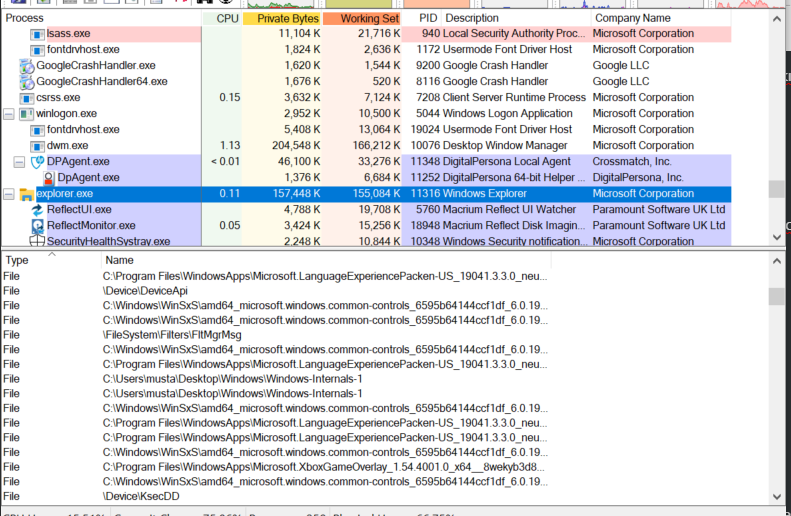 Process CPU Private Bytes Working Set PID Description Company Name
lsass.exe 11,104 K 21,716 K 940 Local Security Authority Proc... Microsoft Corporation
fontdrvhost.exe 1,824 K 2,636 K 1172 Usermode Font Driver Host Microsoft Corporation
GoogleCrashHandler.exe 1,620 K 1,544 K 9200 Google Crash Handler Google LLC
GoogleCrashHandler64.exe 1,676 K 520 K 8116 Google Crash Handler Google LLC
csrss.exe 0.15 3,632 K 7,124 K 7208 Client Server Runtime Process Microsoft Corporation
winlogon.exe 2,952 K 10,500 K 5044 Windows Logon Application Microsoft Corporation
fontdrvhost.exe 5,408 K 13,064 K 19024 Usermode Font Driver Host Microsoft Corporation
dwm.exe 1.13 204,548 K 166,212 K 10076 Desktop Window Manager Microsoft Corporation
DPAgent.exe < 0.01 46,100 K 33,276 K 11348 DigitalPersona Local Agent Crossmatch, Inc.
DpAgent.exe 1,376 K 6,684 K 11252 DigitalPersona 64-bit Helper ... DigitalPersona, Inc.
explorer.exe 0.11 157,448 K 155,084 K 11316 Windows Explorer Microsoft Corporation
ReflectUI.exe 4,788 K 19,708 K 5760 Macrium Reflect UI Watcher Paramount Software UK Ltd
ReflectMonitor.exe 0.05 3,424 K 15,256 K 18948 Macrium Reflect Disk Imagin... Paramount Software UK Ltd
SecurityHealthSystray.exe 2,248 K 10,844 K 10348 Windows Security notification... Microsoft Corporation
Type Name
File C:\Program Files\WindowsApps\Microsoft.LanguageExperiencePacken-US_19041.3.3.0_neu...
File \Device\DeviceApi
File C:\Windows\WinSxS\amd64_microsoft.windows.common-controls_6595b64144ccf1df_6.0.19...
File C:\Windows\WinSxS\amd64_microsoft.windows.common-controls_6595b64144ccf1df_6.0.19...
File \FileSystem\Filters\FltMgrMsg
File C:\Windows\WinSxS\amd64_microsoft.windows.common-controls_6595b64144ccf1df_6.0.19...
File C:\Program Files\WindowsApps\Microsoft.LanguageExperiencePacken-US_19041.3.3.0_neu...
File C:\Users\musta\Desktop\Windows\Windows-Internals-1
File C:\Users\musta\Desktop\Windows\Windows-Internals-1
File C:\Windows\WinSxS\amd64_microsoft.windows.common-controls_6595b64144ccf1df_6.0.19...
File C:\Program Files\WindowsApps\Microsoft.LanguageExperiencePacken-US_19041.3.3.0_neu...
File C:\Program Files\WindowsApps\Microsoft.LanguageExperiencePacken-US_19041.3.3.0_neu...
File C:\Windows\WinSxS\amd64_microsoft.windows.common-controls_6595b64144ccf1df_6.0.19...
File C:\Program Files\WindowsApps\Microsoft.XboxGameOverlay_1.54.4001.0_x64__8wekyb3d8...
File C:\Windows\WinSxS\amd64_microsoft.windows.common-controls_6595b64144ccf1df_6.0.19...
File \Device\KsecDD